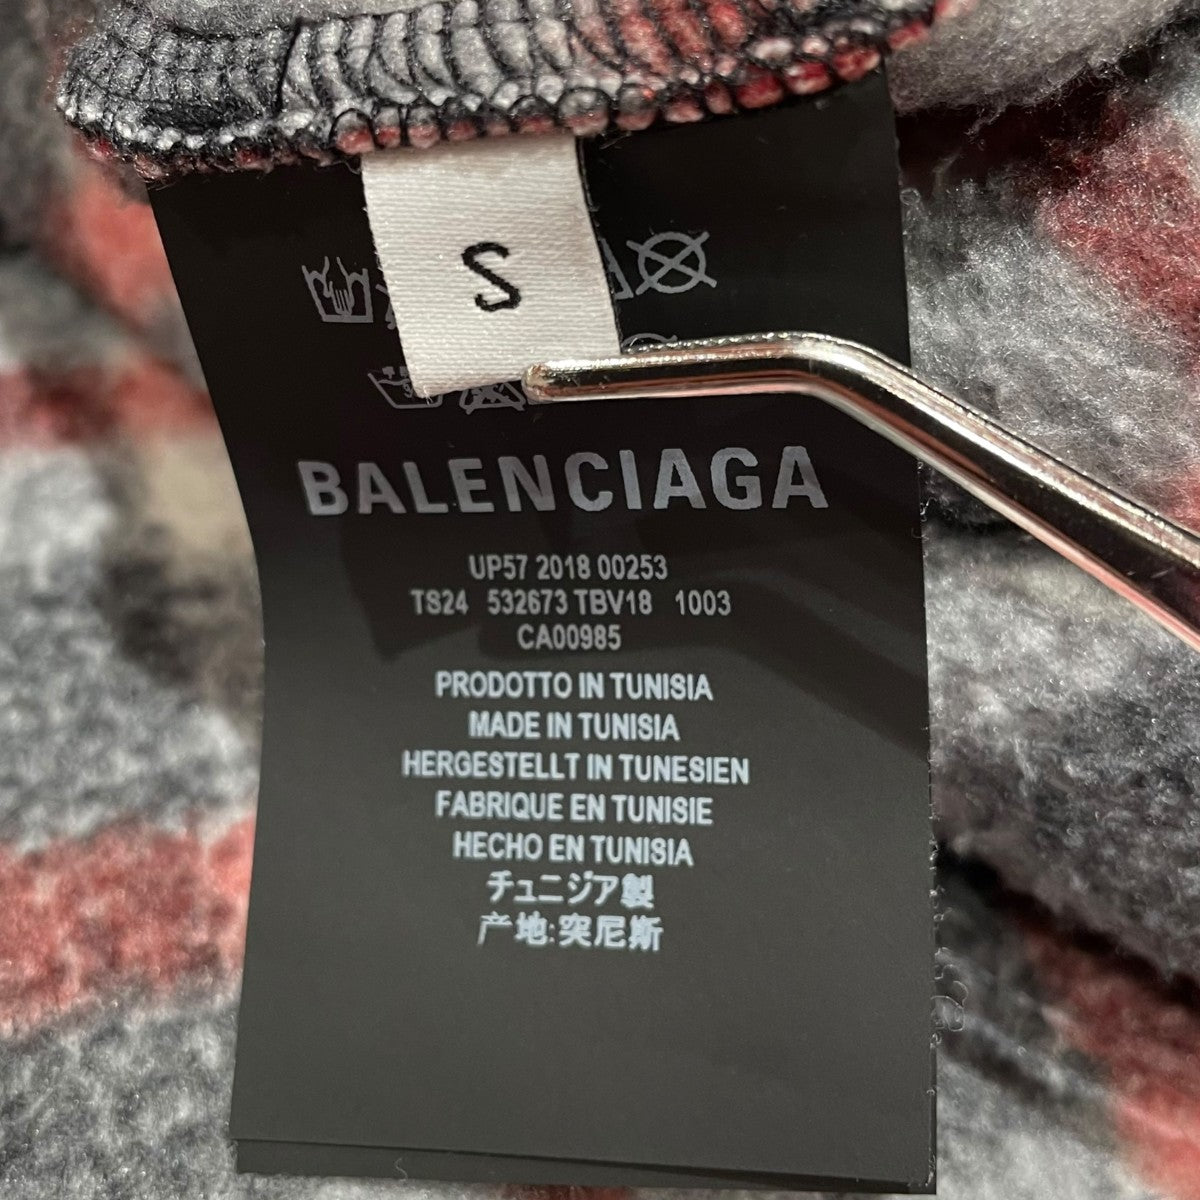 S
BALENCIAGA
UP57 2018 00253
TS24 532673 TBV18 1003
CA00985
PRODOTTO IN TUNISIA
MADE IN TUNISIA
HERGESTELLT IN TUNESIEN
FABRIQUE EN TUNISIE
HECHO EN TUNISIA
チュニジア製
产地:突尼斯